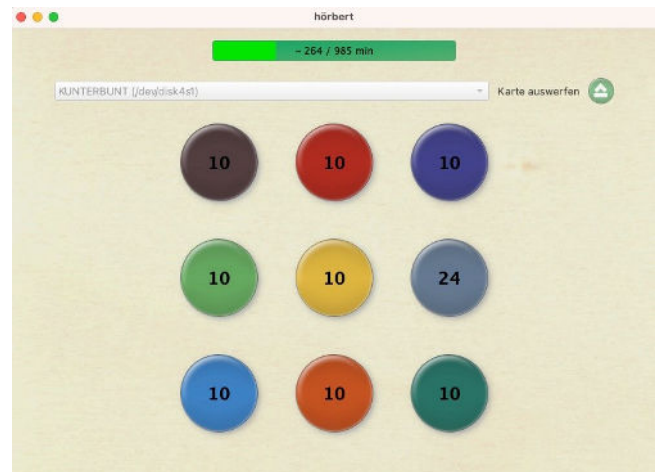 hörbert
~ 264 / 985 min
KUNTERBUNT (/dev/disk4s1)
Karte auswerfen
10 10 10
10 10 24
10 10 10